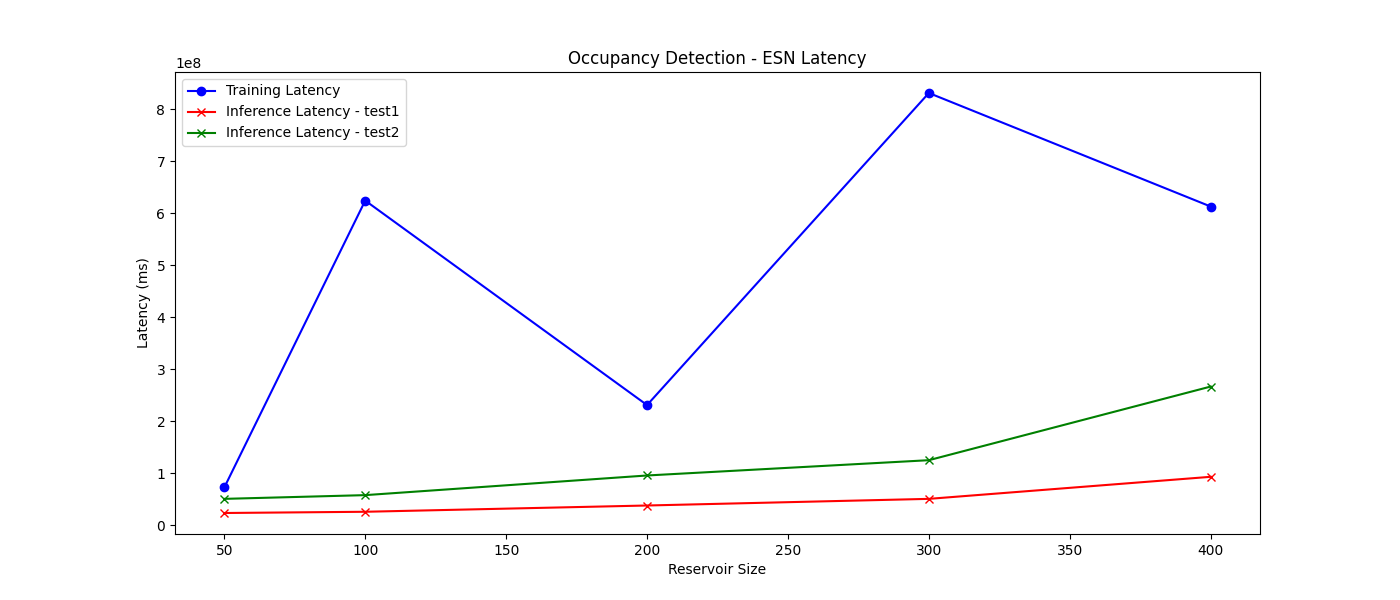 Occupancy Detection - ESN Latency
1e8
Training Latency
Inference Latency - test1
Inference Latency - test2
8
7
6
5
4
3
2
1
0
Latency (ms)
50 100 150 200 250 300 350 400
Reservoir Size